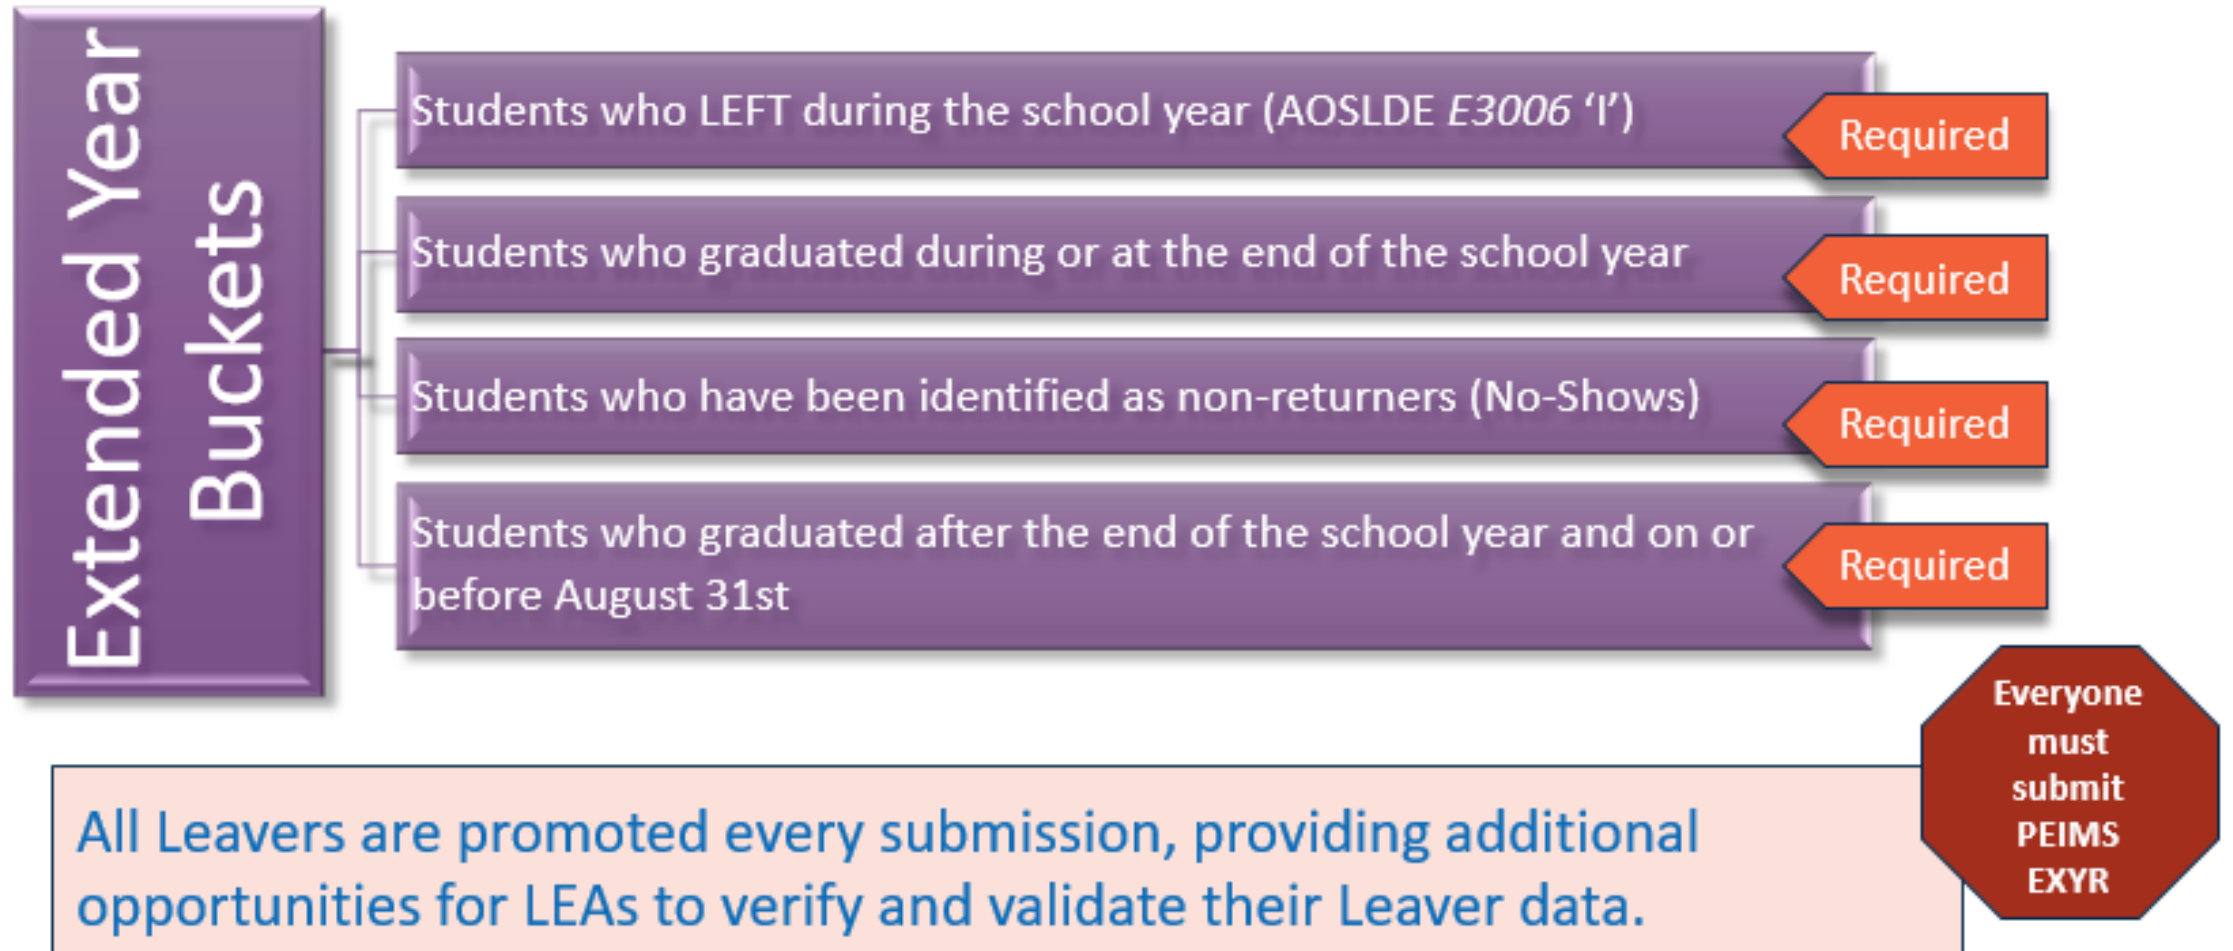 Extended Year
Buckets
Students who LEFT during the school year (AOSLDE E3006 ‘I’)
Required
Students who graduated during or at the end of the school year
Required
Students who have been identified as non-returners (No-Shows)
Required
Students who graduated after the end of the school year and on or
before August 31st
Required
Everyone
must
submit
PEIMS
EXYR
All Leavers are promoted every submission, providing additional
opportunities for LEAs to verify and validate their Leaver data.